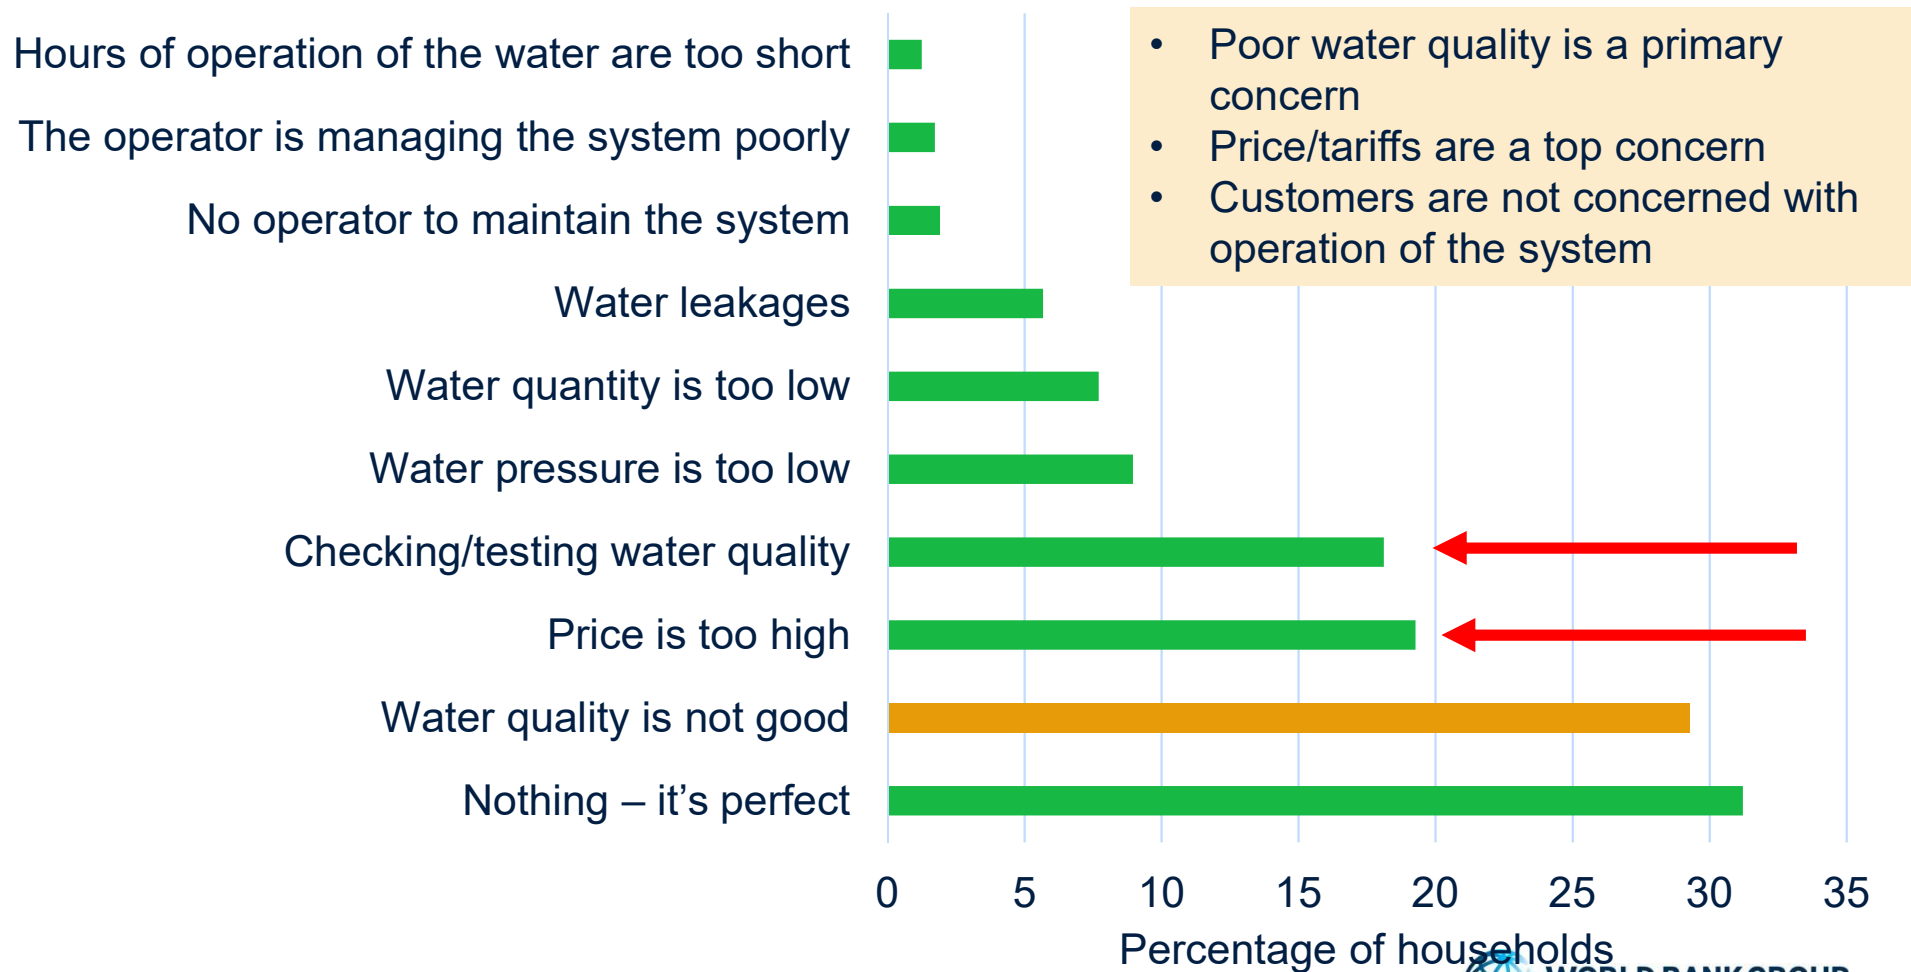 Hours of operation of the water are too short
The operator is managing the system poorly
No operator to maintain the system
Water leakages
Water quantity is too low
Water pressure is too low
Checking/testing water quality
Price is too high
Water quality is not good
Nothing – it’s perfect
• Poor water quality is a primary
concern
• Price/tariffs are a top concern
• Customers are not concerned with
operation of the system
0 5 10 15 20 25 30 35
Percentage of households
WORLD BANK GROUP